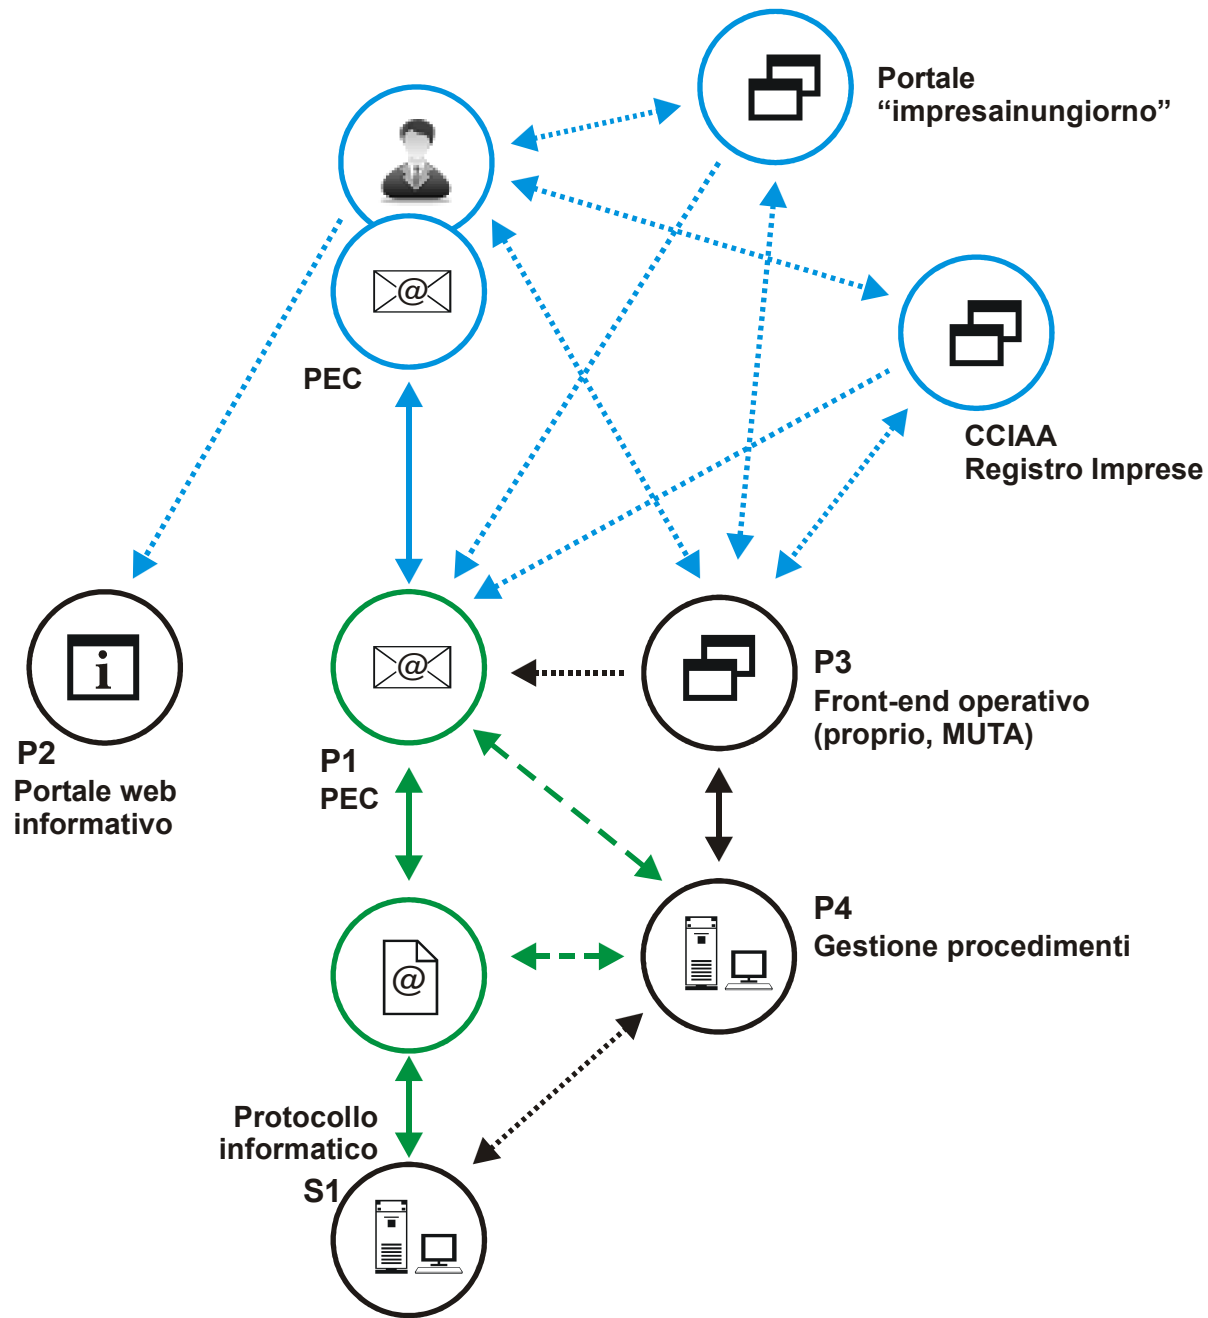 Portale
“impresainungiorno”
@
PEC
CCIAA
Registro Imprese
i
@
P2
Portale web
informativo
P1
PEC
P3
Front-end operativo
(proprio, MUTA)
@
P4
Gestione procedimenti
Protocollo
informatico
S1